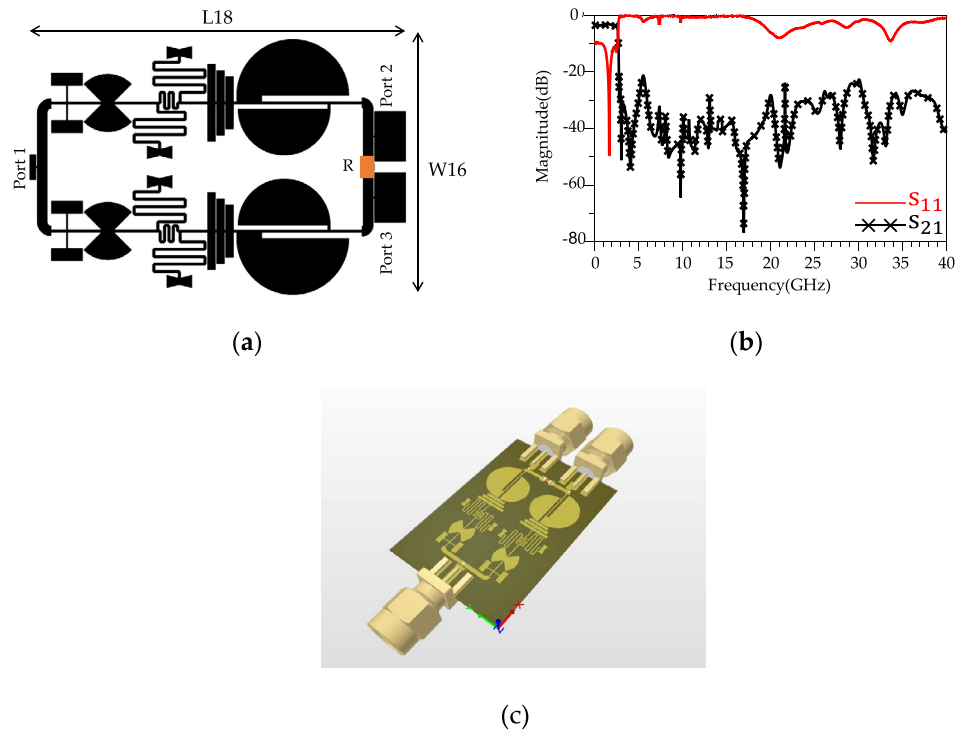 (a)
L18
Port 1
Port 2
R
W16
Port 3
(b)
Magnitude(dB)
0
-20
-40
-60
-80
S11
S21
0 5 10 15 20 25 30 35 40
Frequency(GHz)
(c)